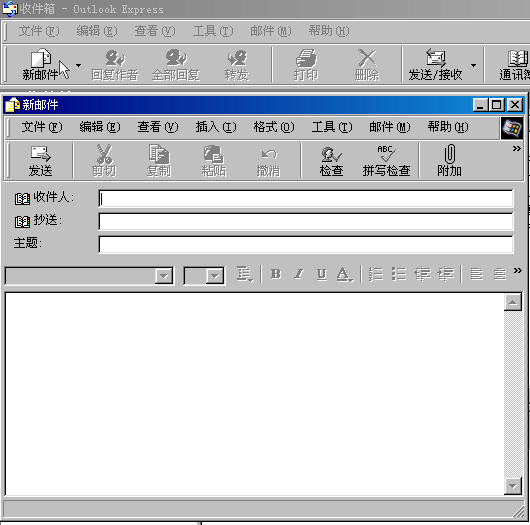 收件箱 - Outlook Express
文件(F) 编辑(E) 查看(V) 工具(T) 邮件(M) 帮助(H)
新邮件 回复作者 全部回复 转发 打印 删除 发送/接收 通讯簿
新邮件
文件(F) 编辑(E) 查看(V) 插入(I) 格式(O) 工具(T) 邮件(M) 帮助(H)
发送 剪切 复制 粘贴 撤消 检查 ABC 拼写检查 附加
收件人:
抄送:
主题:
B I U A